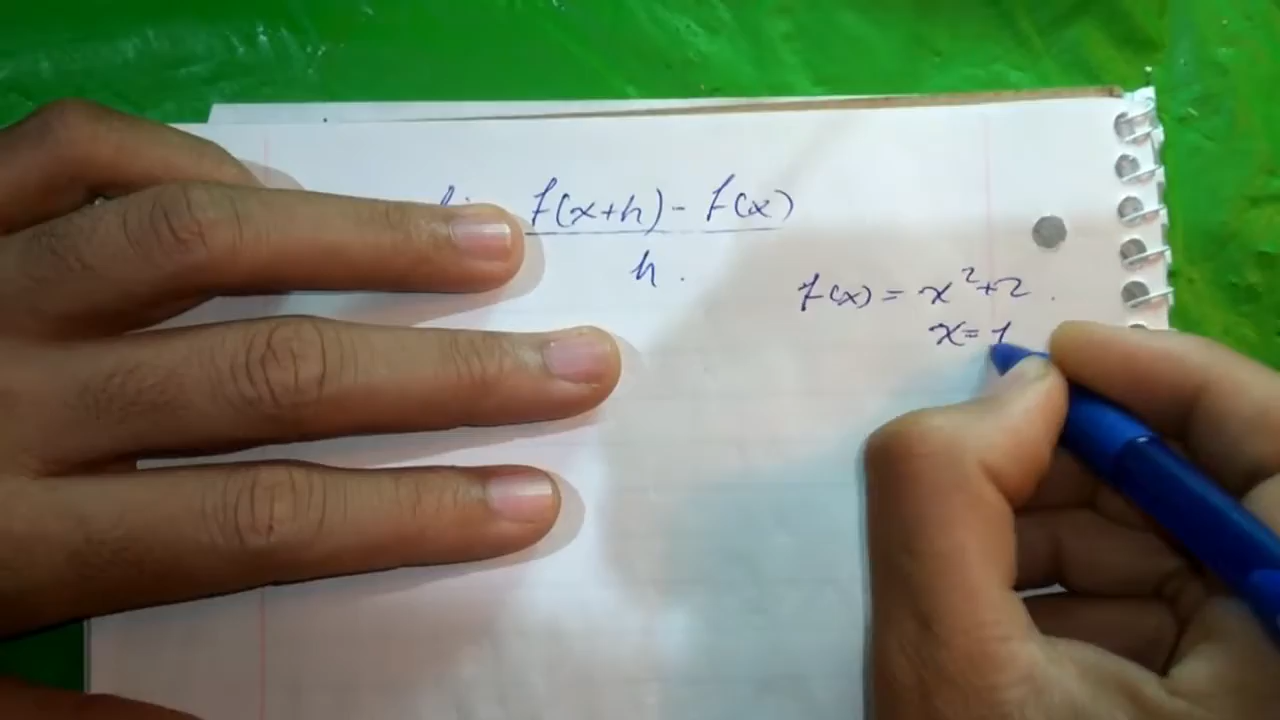 f(x+h) - f(x)
h.
f(x) = x²+2.
x=1